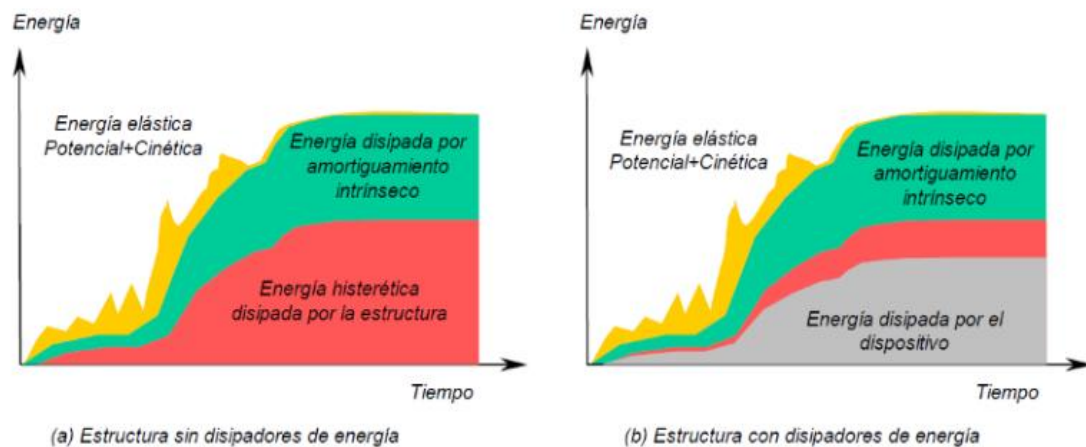 Energía
Energía elástica
Potencial+Cinética
Energía disipada por
amortiguamiento
intrínseco
Energía histerética
disipada por la estructura
Tiempo
(a) Estructura sin disipadores de energía
Energía
Energía elástica
Potencial+Cinética
Energía disipada por
amortiguamiento
intrínseco
Energía disipada por el
dispositivo
Tiempo
(b) Estructura con disipadores de energía